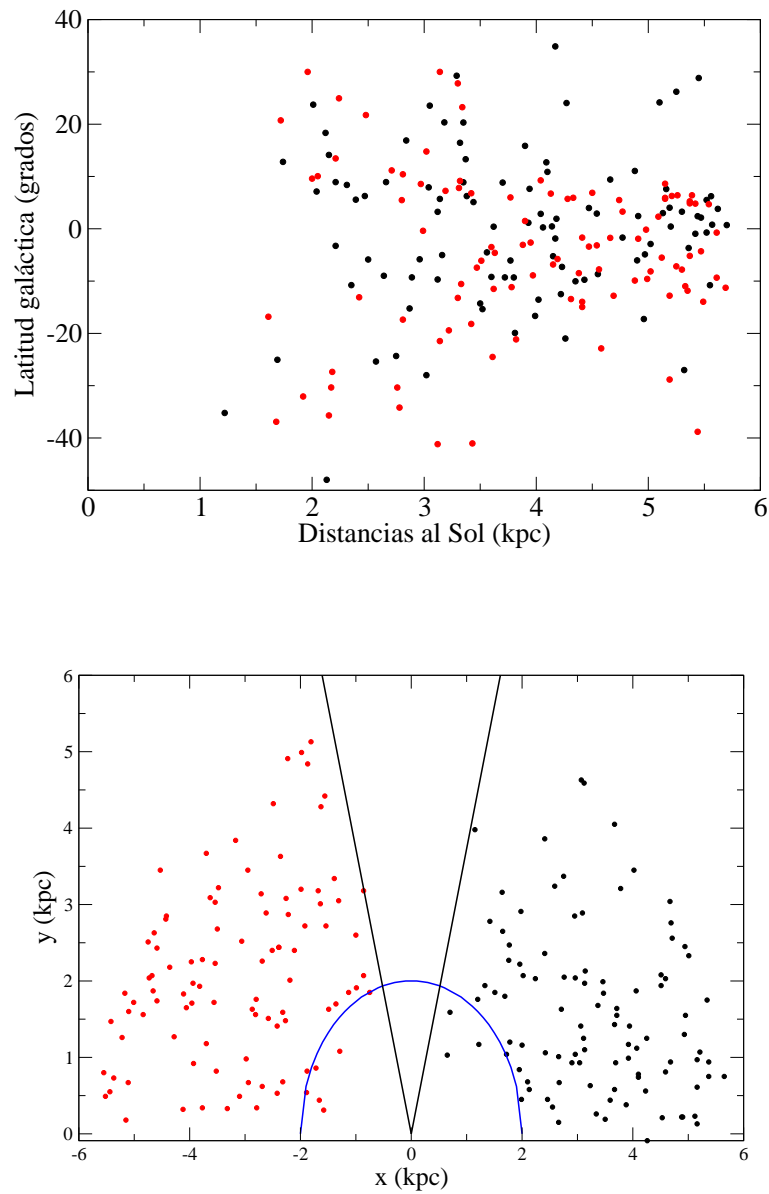 40
20
0
-20
-40
Latitud galáctica (grados)
0 1 2 3 4 5 6
Distancias al Sol (kpc)
6
5
4
3
2
1
0
y (kpc)
-6 -4 -2 0 2 4 6
x (kpc)